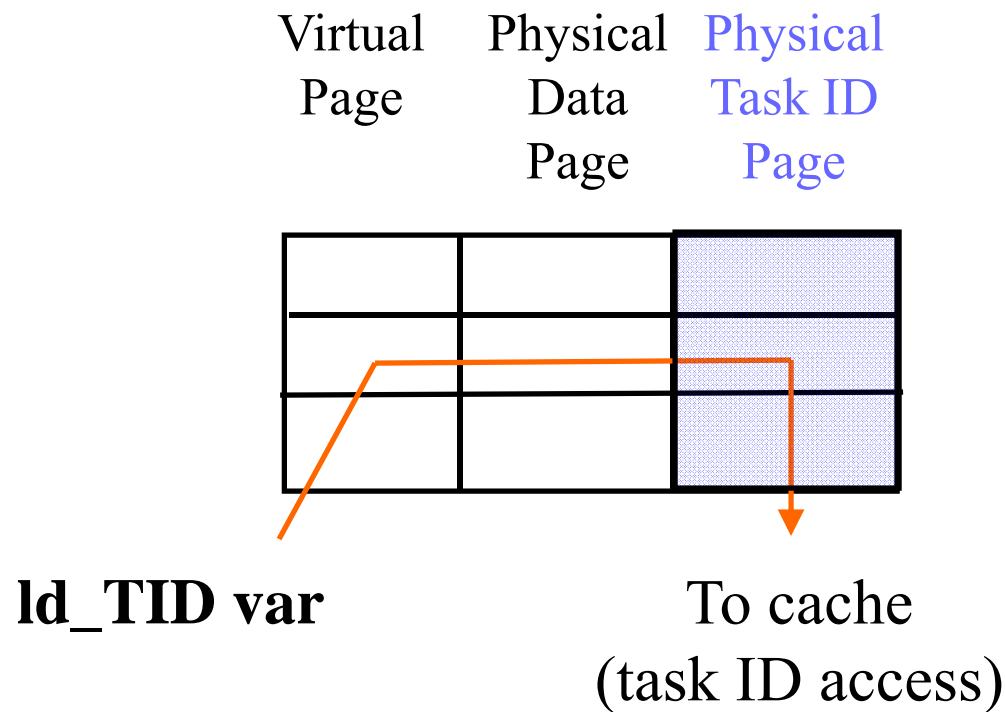 Virtual Page
Physical Data Page
Physical Task ID Page
ld_TID var
To cache
(task ID access)